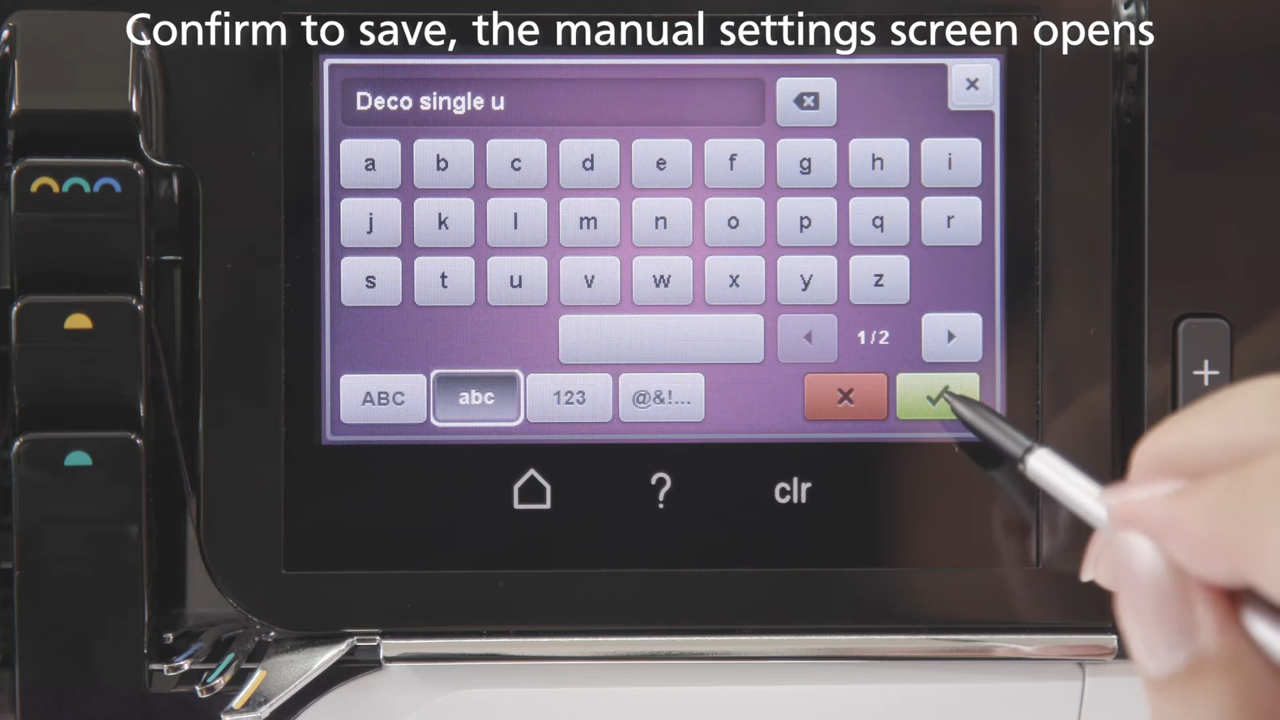 Confirm to save, the manual settings screen opens
Deco single u
a b c d e f g h i
j k l m n o p q r
s t u v w x y z
1/2
ABC abc 123 @&!...
? clr